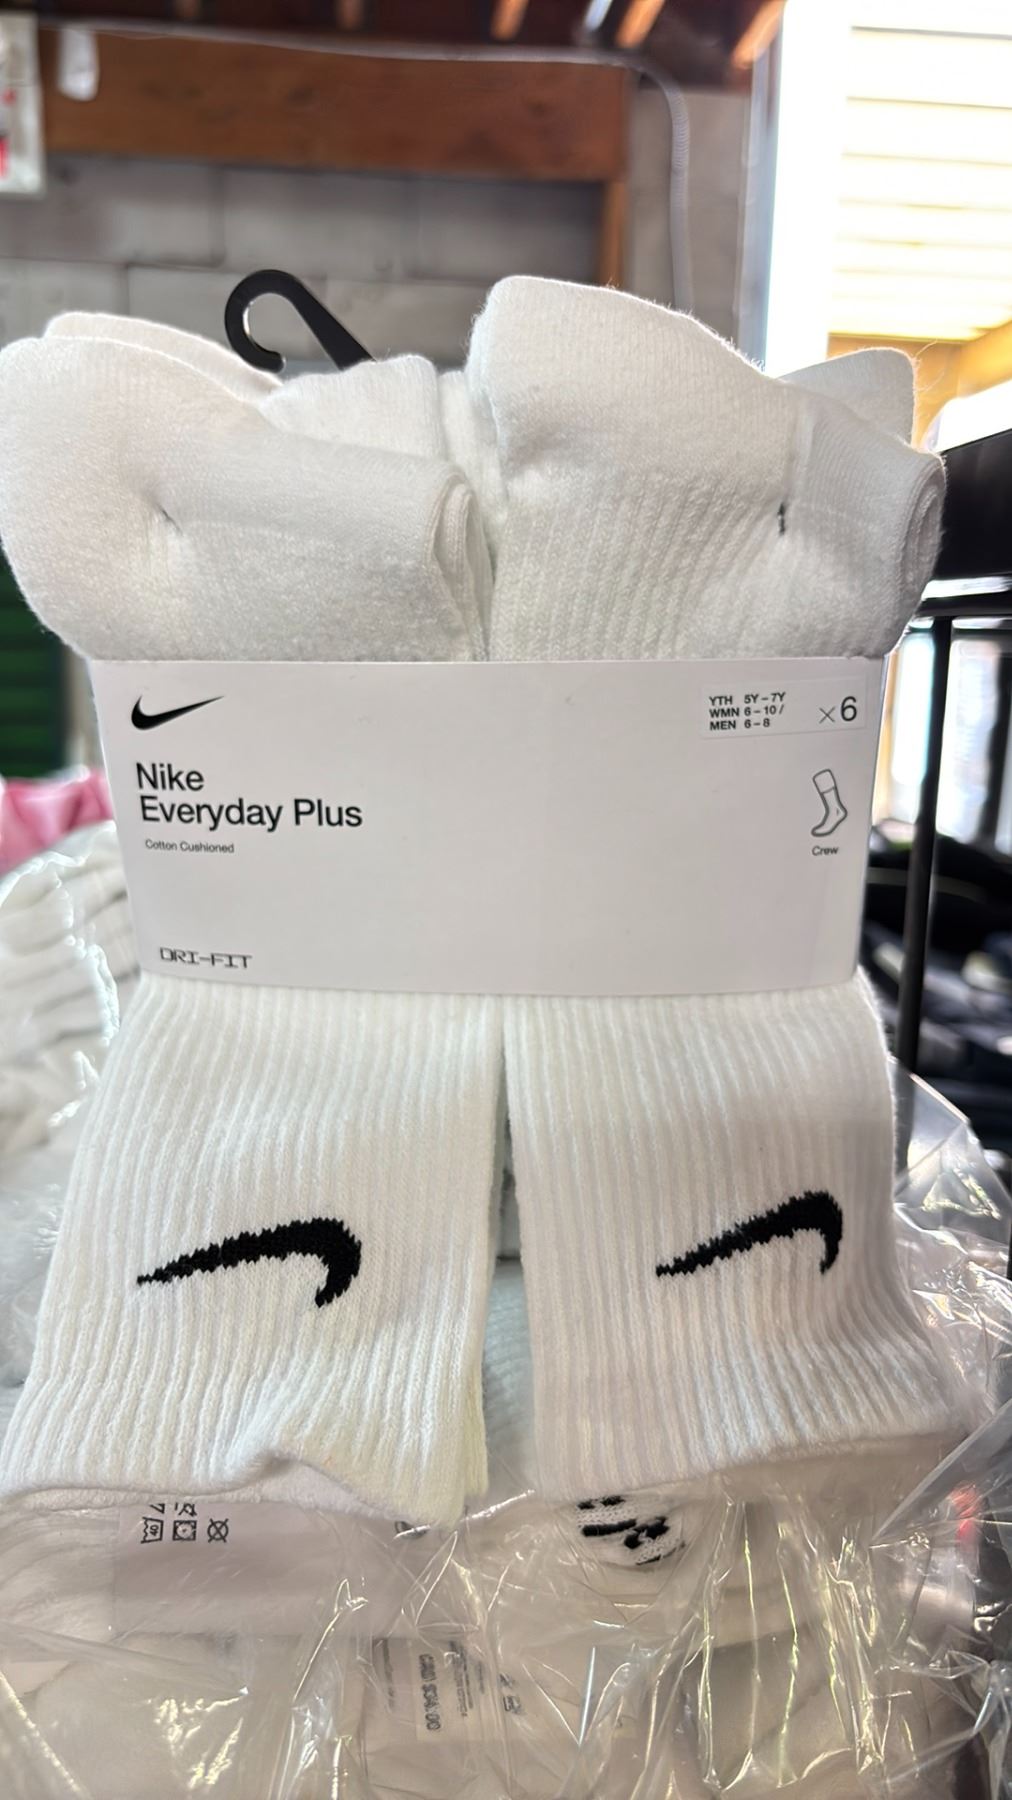 YTH 5Y-7Y
WMN 6-10 /
MEN 6-8
×6
Nike
Everyday Plus
Cotton Cushioned
Crew
DRI-FIT